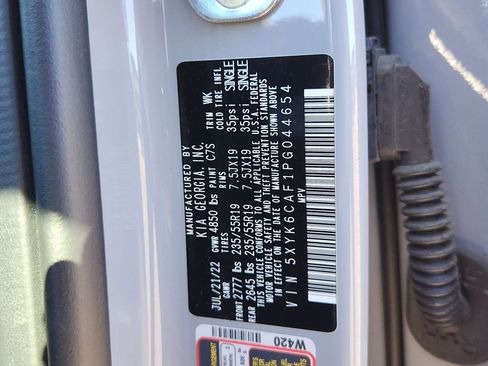 MANUFACTURED BY
KIA GEORGIA, INC.
JUL/21/22 GVWR 4850 lbs PAINT C7S TRIM WK
GAWR TIRES RIMS COLD TIRE INFL
FRONT 2777 lbs 235/55R19 7.5JX19 35psi SINGLE
REAR 2645 lbs 235/55R19 7.5JX19 35psi SINGLE
THIS VEHICLE CONFORMS TO ALL APPLICABLE U.S.A. FEDERAL
MOTOR VEHICLE SAFETY AND THEFT PREVENTION STANDARDS
IN EFFECT ON THE DATE OF MANUFACTURE SHOWN ABOVE
VIN 5XYK6CAF1PG044654
MPV
W420